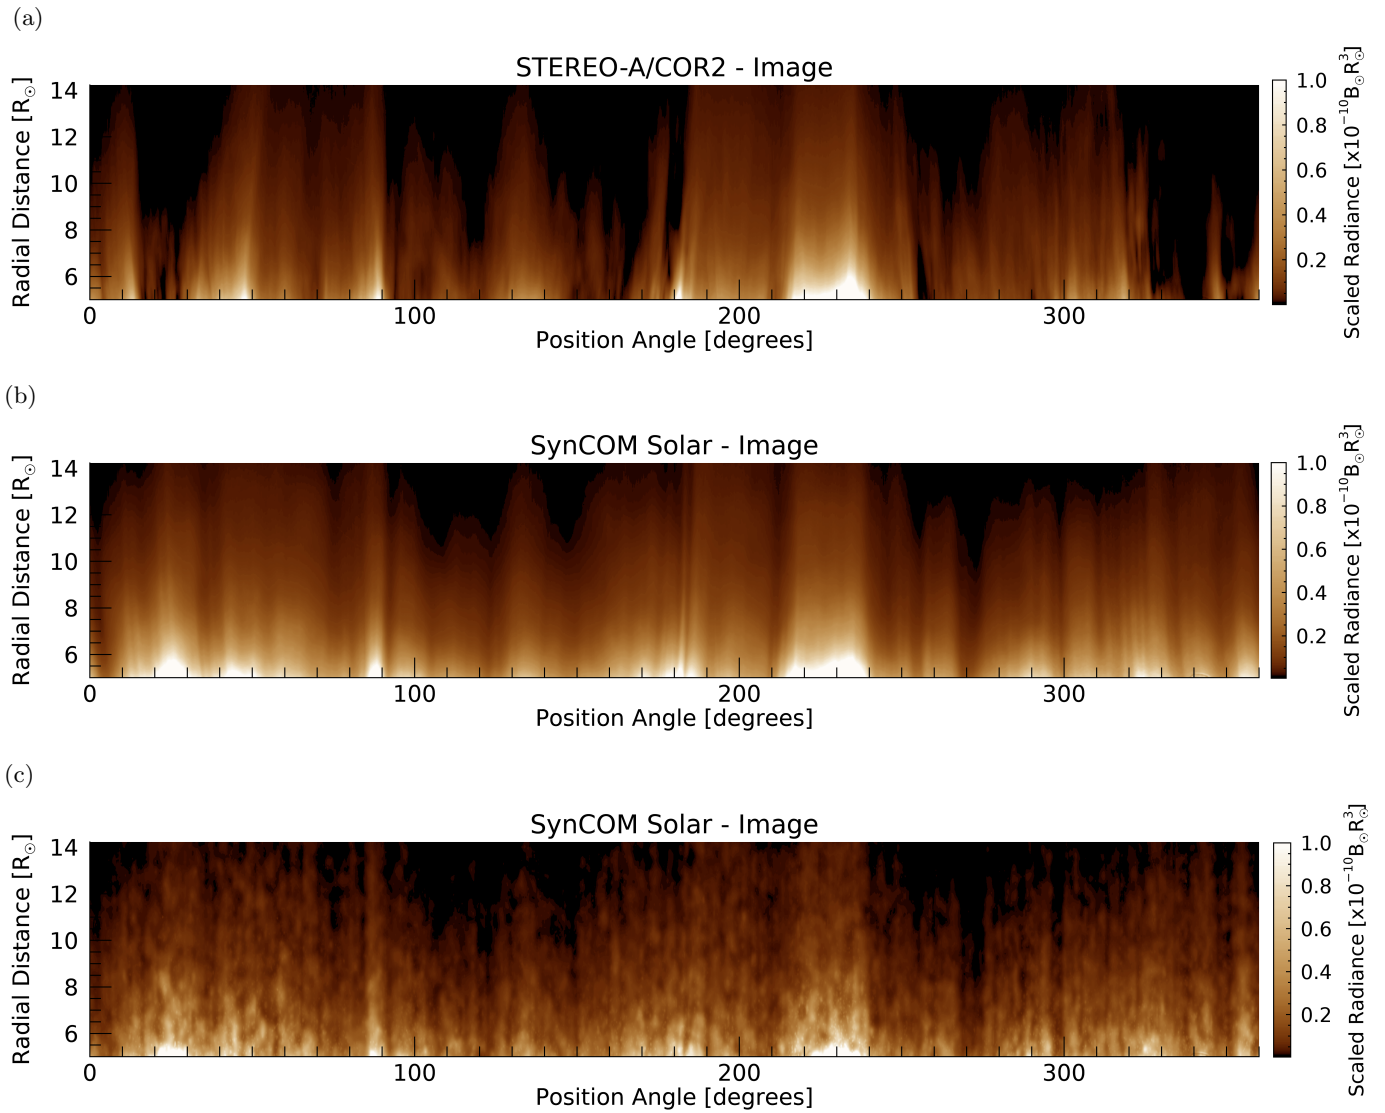 (a)
STEREO-A/COR2 - Image
Radial Distance [R☉]
14
12
10
8
6
0 100 200 300
Position Angle [degrees]
1.0
0.8
0.6
0.4
0.2
Scaled Radiance [x10⁻¹⁰B☉R☉³]
(b)
SynCOM Solar - Image
Radial Distance [R☉]
14
12
10
8
6
0 100 200 300
Position Angle [degrees]
1.0
0.8
0.6
0.4
0.2
Scaled Radiance [x10⁻¹⁰B☉R☉³]
(c)
SynCOM Solar - Image
Radial Distance [R☉]
14
12
10
8
6
0 100 200 300
Position Angle [degrees]
1.0
0.8
0.6
0.4
0.2
Scaled Radiance [x10⁻¹⁰B☉R☉³]